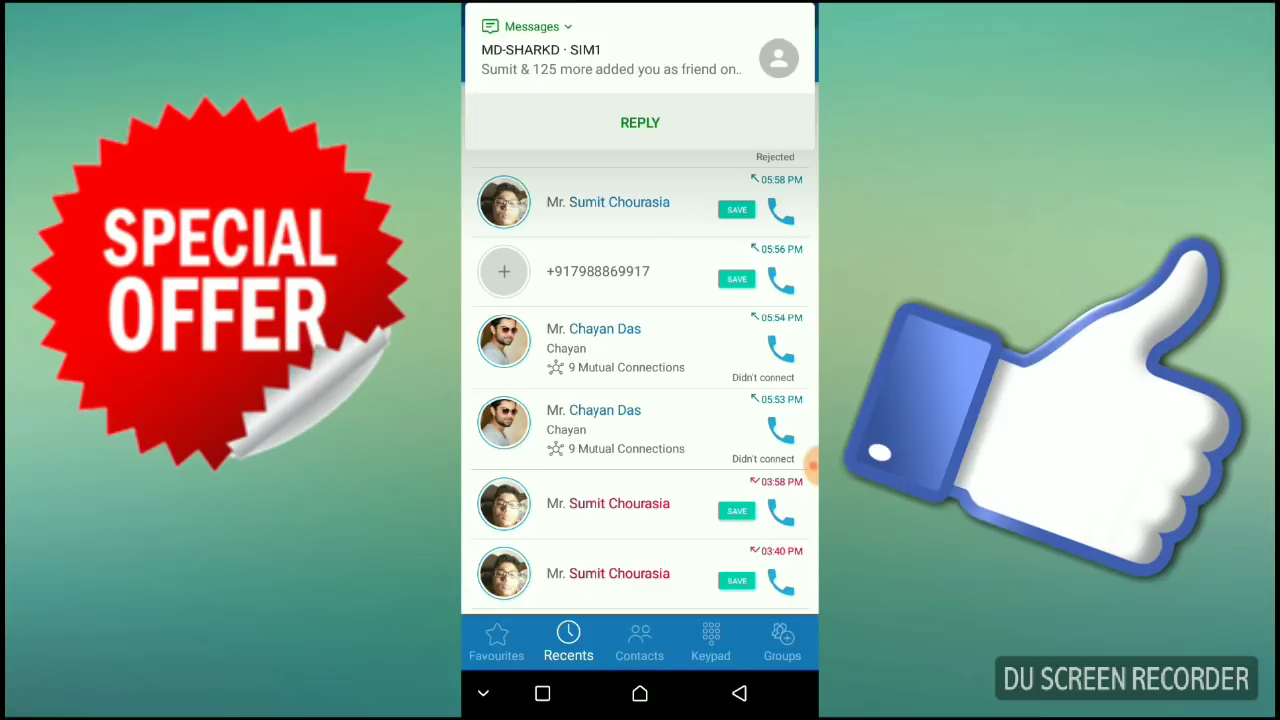 SPECIAL
OFFER
Messages
MD-SHARKD · SIM1
Sumit & 125 more added you as friend on..
REPLY
Rejected
05:58 PM
Mr. Sumit Chourasia
SAVE
05:56 PM
+917988869917
SAVE
05:54 PM
Mr. Chayan Das
Chayan
9 Mutual Connections
Didn't connect
05:53 PM
Mr. Chayan Das
Chayan
9 Mutual Connections
Didn't connect
03:58 PM
Mr. Sumit Chourasia
SAVE
03:40 PM
Mr. Sumit Chourasia
SAVE
Favourites Recents Contacts Keypad Groups
DU SCREEN RECORDER